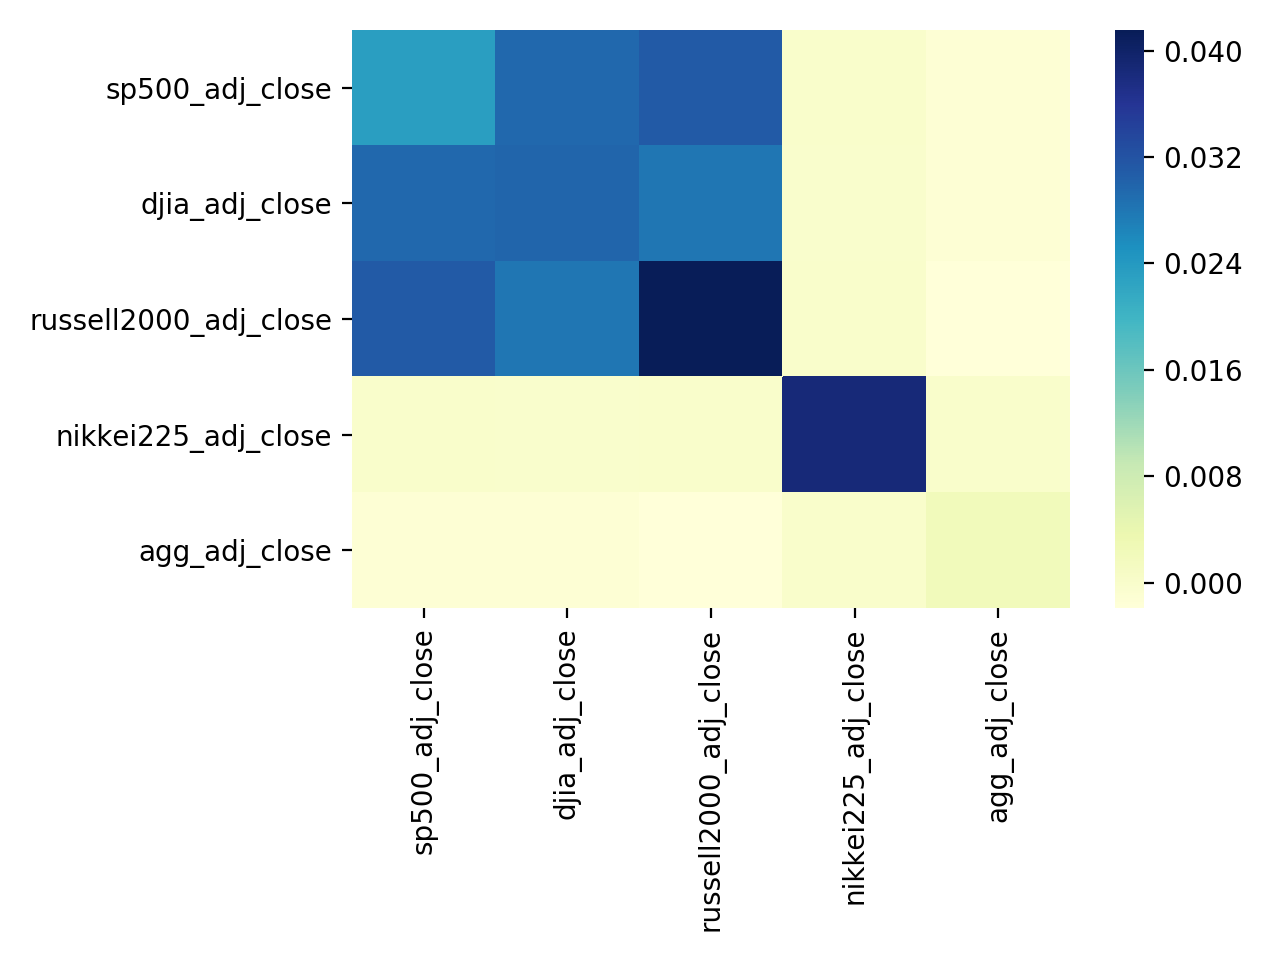 sp500_adj_close
djia_adj_close
russell2000_adj_close
nikkei225_adj_close
agg_adj_close
sp500_adj_close
djia_adj_close
russell2000_adj_close
nikkei225_adj_close
agg_adj_close
0.040
0.032
0.024
0.016
0.008
0.000